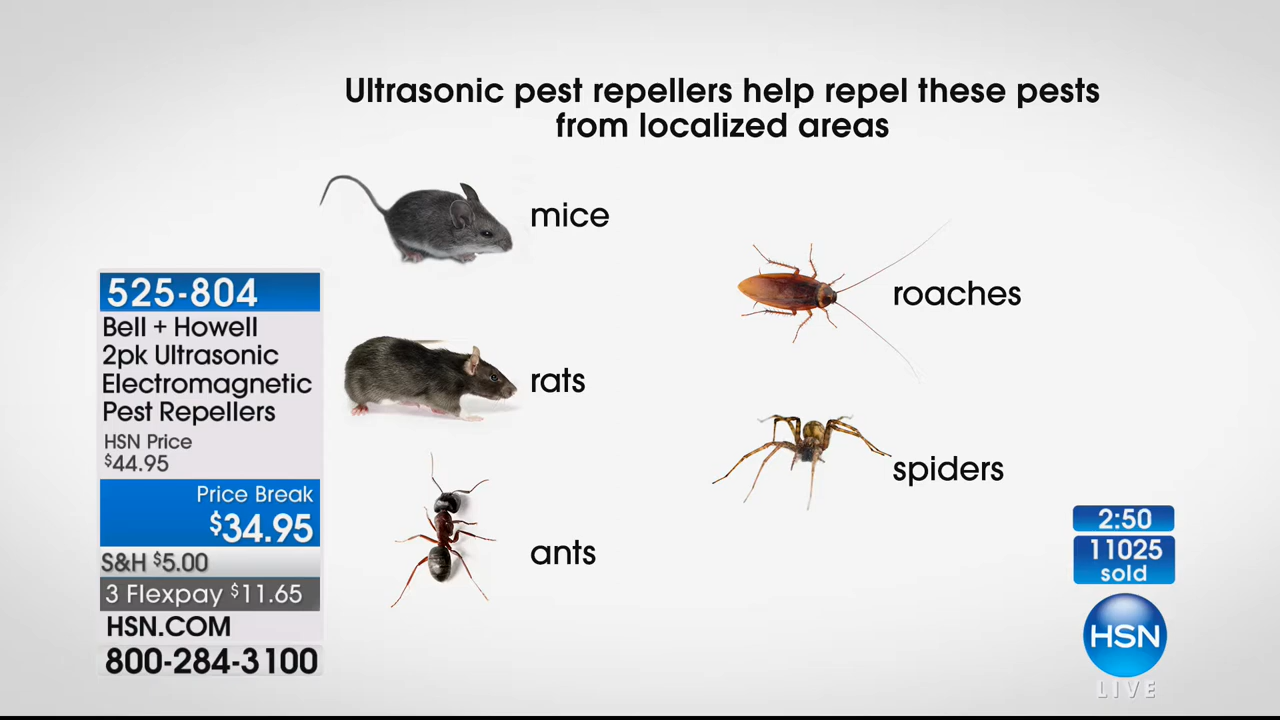 Ultrasonic pest repellers help repel these pests
from localized areas
mice
rats
ants
roaches
spiders
525-804
Bell + Howell
2pk Ultrasonic
Electromagnetic
Pest Repellers
HSN Price
$44.95
Price Break
$34.95
S&H $5.00
3 Flexpay $11.65
HSN.COM
800-284-3100
2:50
11025
sold
HSN
LIVE